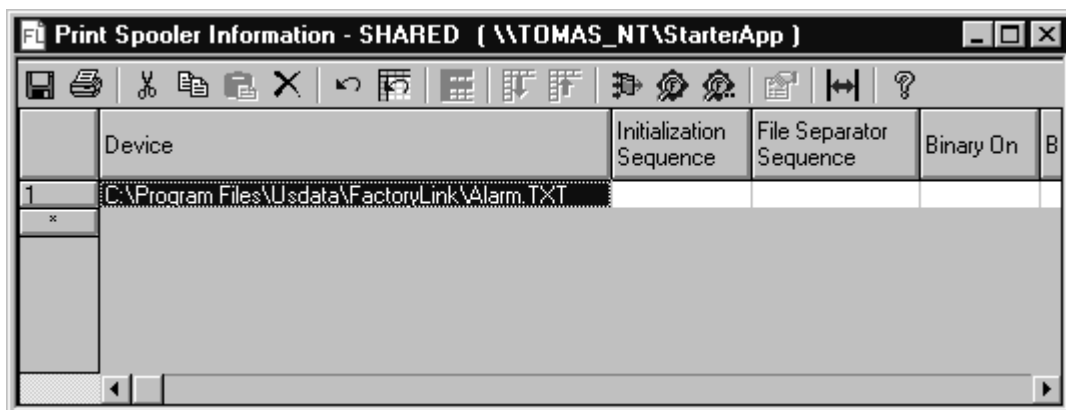 FL Print Spooler Information - SHARED ( \\TOMAS_NT\StarterApp )
Device
Initialization
Sequence
File Separator
Sequence
Binary On
B
1
C:\Program Files\Usdata\FactoryLink\Alarm.TXT
*